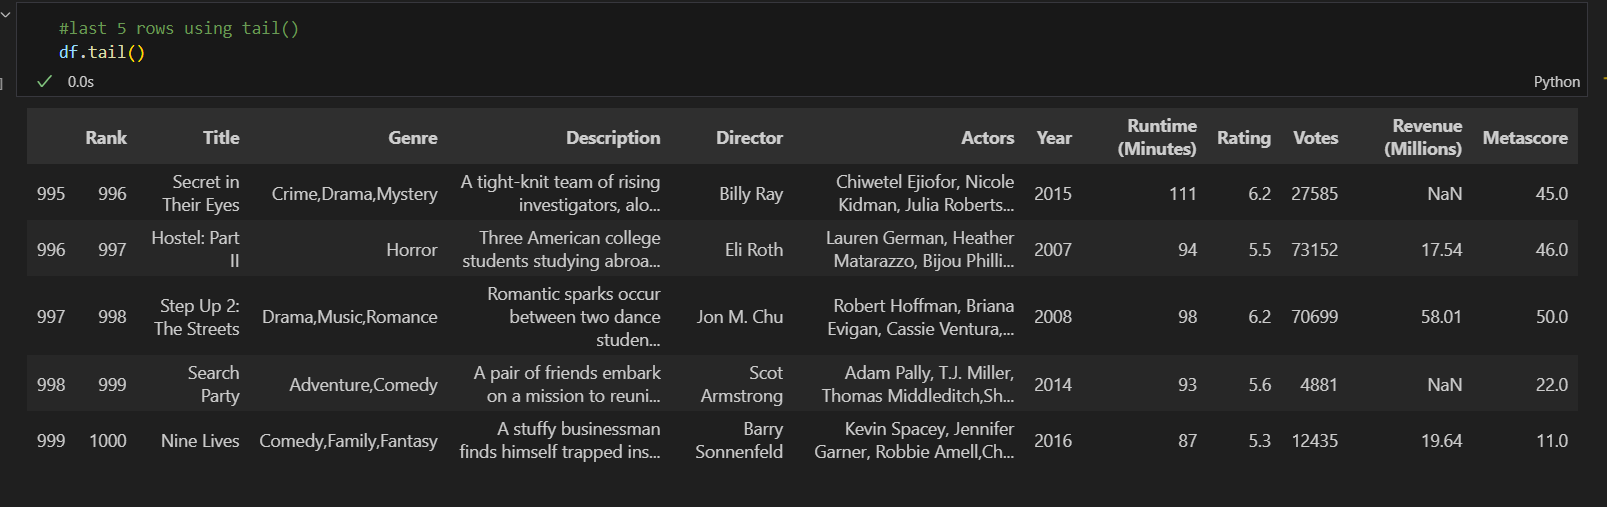 #last 5 rows using tail()
df.tail()
0.0s Python
Rank Title Genre Description Director Actors Year Runtime (Minutes) Rating Votes Revenue (Millions) Metascore
995 996 Secret in Their Eyes Crime,Drama,Mystery A tight-knit team of rising investigators, alo... Billy Ray Chiwetel Ejiofor, Nicole Kidman, Julia Roberts... 2015 111 6.2 27585 NaN 45.0
996 997 Hostel: Part II Horror Three American college students studying abroa... Eli Roth Lauren German, Heather Matarazzo, Bijou Philli... 2007 94 5.5 73152 17.54 46.0
997 998 Step Up 2: The Streets Drama,Music,Romance Romantic sparks occur between two dance studen... Jon M. Chu Robert Hoffman, Briana Evigan, Cassie Ventura,... 2008 98 6.2 70699 58.01 50.0
998 999 Search Party Adventure,Comedy A pair of friends embark on a mission to reuni... Scot Armstrong Adam Pally, T.J. Miller, Thomas Middleditch,Sh... 2014 93 5.6 4881 NaN 22.0
999 1000 Nine Lives Comedy,Family,Fantasy A stuffy businessman finds himself trapped ins... Barry Sonnenfeld Kevin Spacey, Jennifer Garner, Robbie Amell,Ch... 2016 87 5.3 12435 19.64 11.0